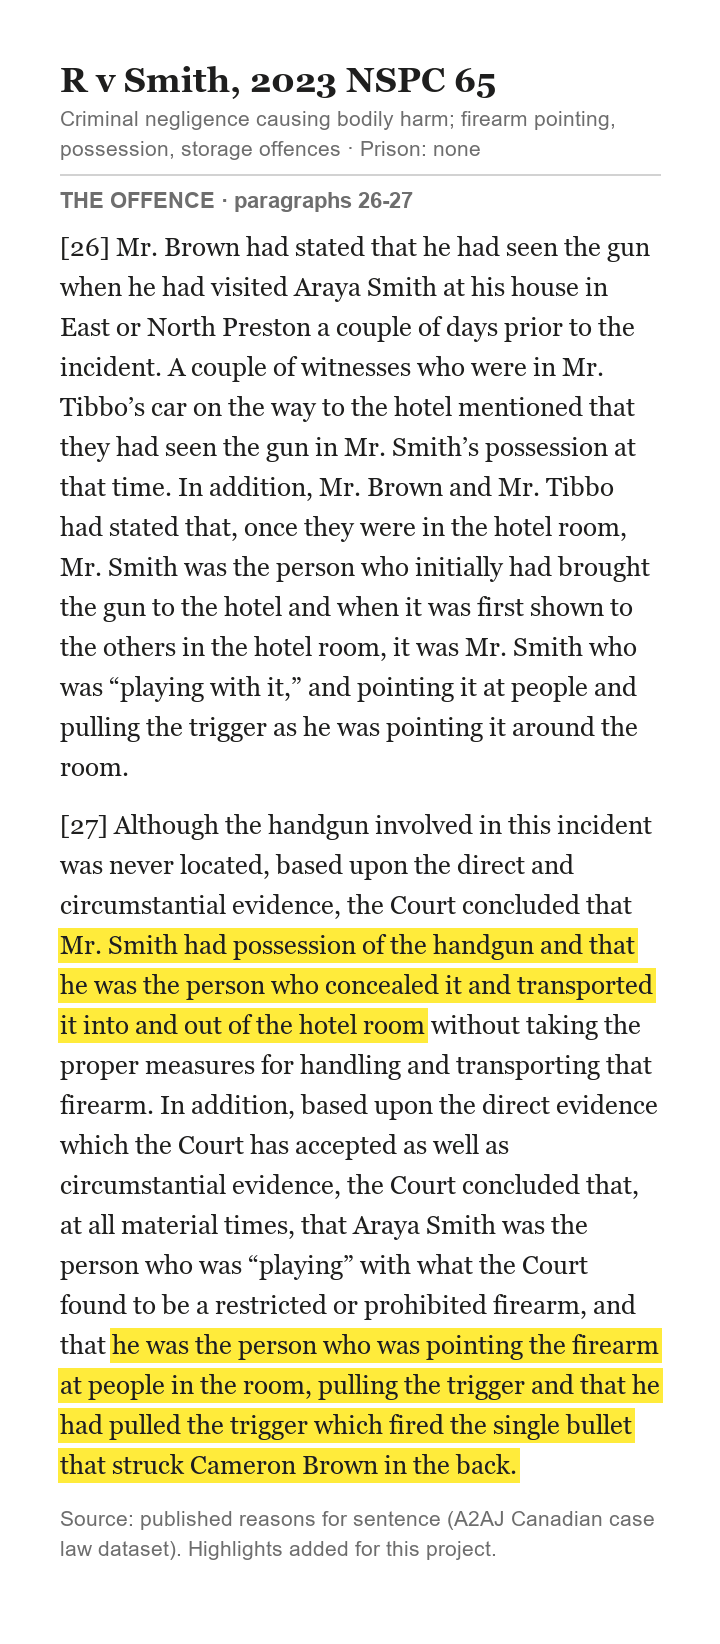 R v Smith, 2023 NSPC 65
Criminal negligence causing bodily harm; firearm pointing,
possession, storage offences · Prison: none
THE OFFENCE · paragraphs 26-27
[26] Mr. Brown had stated that he had seen the gun
when he had visited Araya Smith at his house in
East or North Preston a couple of days prior to the
incident. A couple of witnesses who were in Mr.
Tibbo’s car on the way to the hotel mentioned that
they had seen the gun in Mr. Smith’s possession at
that time. In addition, Mr. Brown and Mr. Tibbo
had stated that, once they were in the hotel room,
Mr. Smith was the person who initially had brought
the gun to the hotel and when it was first shown to
the others in the hotel room, it was Mr. Smith who
was “playing with it,” and pointing it at people and
pulling the trigger as he was pointing it around the
room.
[27] Although the handgun involved in this incident
was never located, based upon the direct and
circumstantial evidence, the Court concluded that
Mr. Smith had possession of the handgun and that
he was the person who concealed it and transported
it into and out of the hotel room without taking the
proper measures for handling and transporting that
firearm. In addition, based upon the direct evidence
which the Court has accepted as well as
circumstantial evidence, the Court concluded that,
at all material times, that Araya Smith was the
person who was “playing” with what the Court
found to be a restricted or prohibited firearm, and
that he was the person who was pointing the firearm
at people in the room, pulling the trigger and that he
had pulled the trigger which fired the single bullet
that struck Cameron Brown in the back.
Source: published reasons for sentence (A2AJ Canadian case
law dataset). Highlights added for this project.